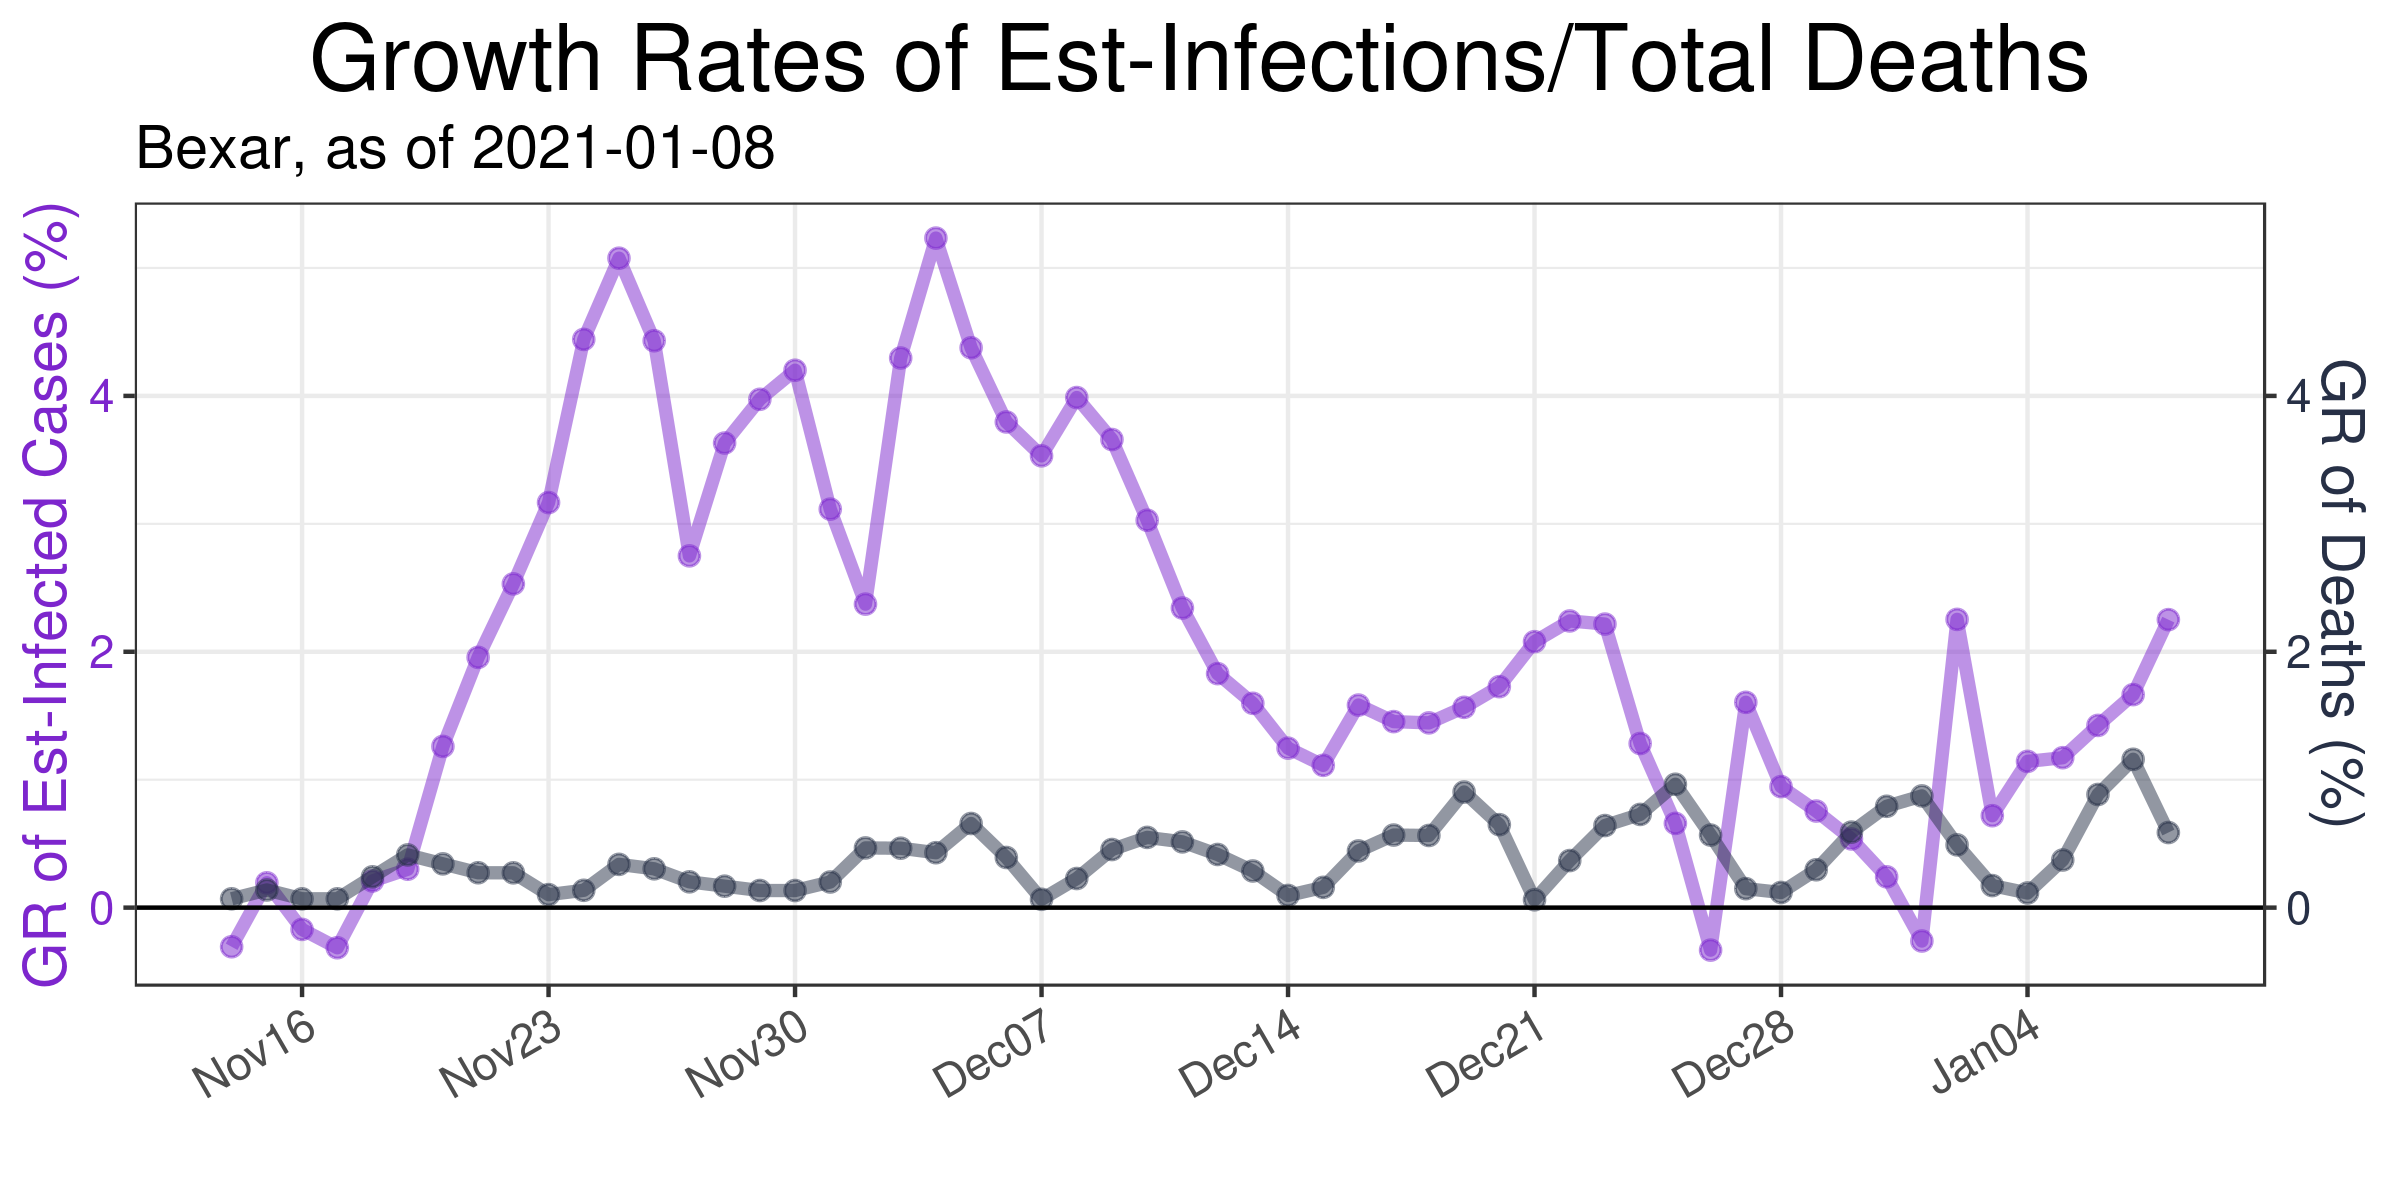 Growth Rates of Est-Infections/Total Deaths
Bexar, as of 2021-01-08
GR of Est-Infected Cases (%)
4
2
0
4
2
0
GR of Deaths (%)
Nov16
Nov23
Nov30
Dec07
Dec14
Dec21
Dec28
Jan04